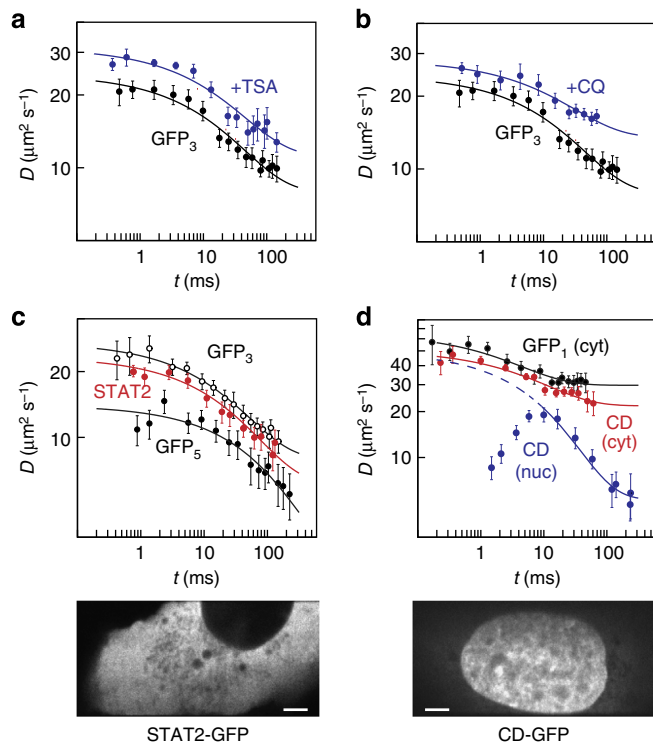 a
30
20
10
D (μm² s⁻¹)
+TSA
GFP₃
1 10 100
t (ms)
b
30
20
10
D (μm² s⁻¹)
+CQ
GFP₃
1 10 100
t (ms)
c
20
10
D (μm² s⁻¹)
GFP₃
STAT2
GFP₅
1 10 100
t (ms)
d
40
30
20
10
D (μm² s⁻¹)
GFP₁ (cyt)
CD
(cyt)
CD
(nuc)
1 10 100
t (ms)
STAT2-GFP
CD-GFP